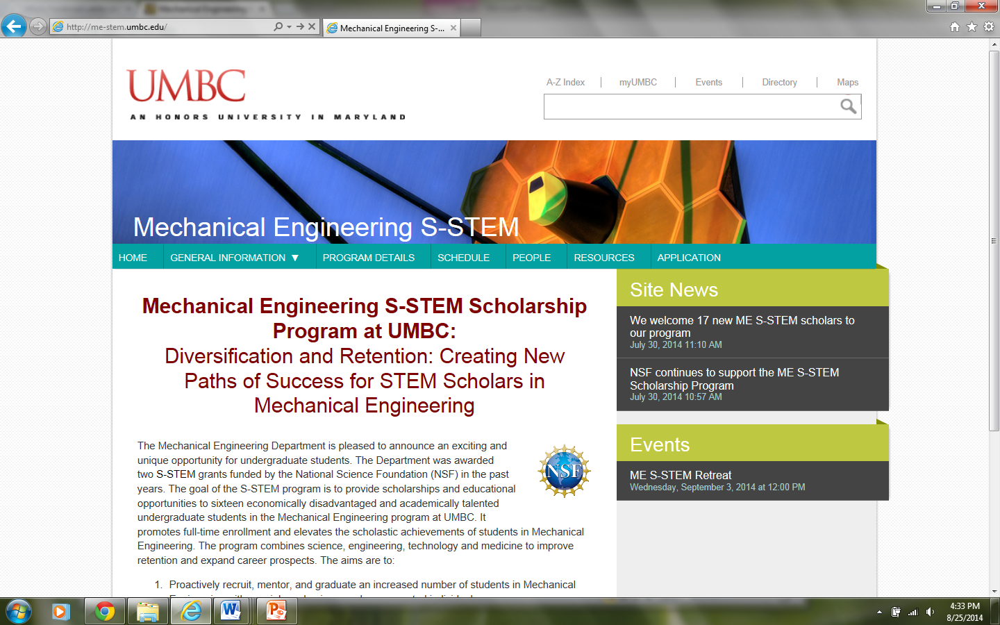 Mechanical Engineering
http://me-stem.umbc.edu/
Mechanical Engineering S-...
UMBC
AN HONORS UNIVERSITY IN MARYLAND
A-Z Index
myUMBC
Events
Directory
Maps
Mechanical Engineering S-STEM
HOME
GENERAL INFORMATION ▼
PROGRAM DETAILS
SCHEDULE
PEOPLE
RESOURCES
APPLICATION
Mechanical Engineering S-STEM Scholarship
Program at UMBC:
Diversification and Retention: Creating New
Paths of Success for STEM Scholars in
Mechanical Engineering
The Mechanical Engineering Department is pleased to announce an exciting and
unique opportunity for undergraduate students. The Department was awarded
two S-STEM grants funded by the National Science Foundation (NSF) in the past
years. The goal of the S-STEM program is to provide scholarships and educational
opportunities to sixteen economically disadvantaged and academically talented
undergraduate students in the Mechanical Engineering program at UMBC. It
promotes full-time enrollment and elevates the scholastic achievements of students in Mechanical
Engineering. The program combines science, engineering, technology and medicine to improve
retention and expand career prospects. The aims are to:
1. Proactively recruit, mentor, and graduate an increased number of students in Mechanical
NSF
Site News
We welcome 17 new ME S-STEM scholars to
our program
July 30, 2014 11:10 AM
NSF continues to support the ME S-STEM
Scholarship Program
July 30, 2014 10:57 AM
Events
ME S-STEM Retreat
Wednesday, September 3, 2014 at 12:00 PM
4:33 PM
8/25/2014